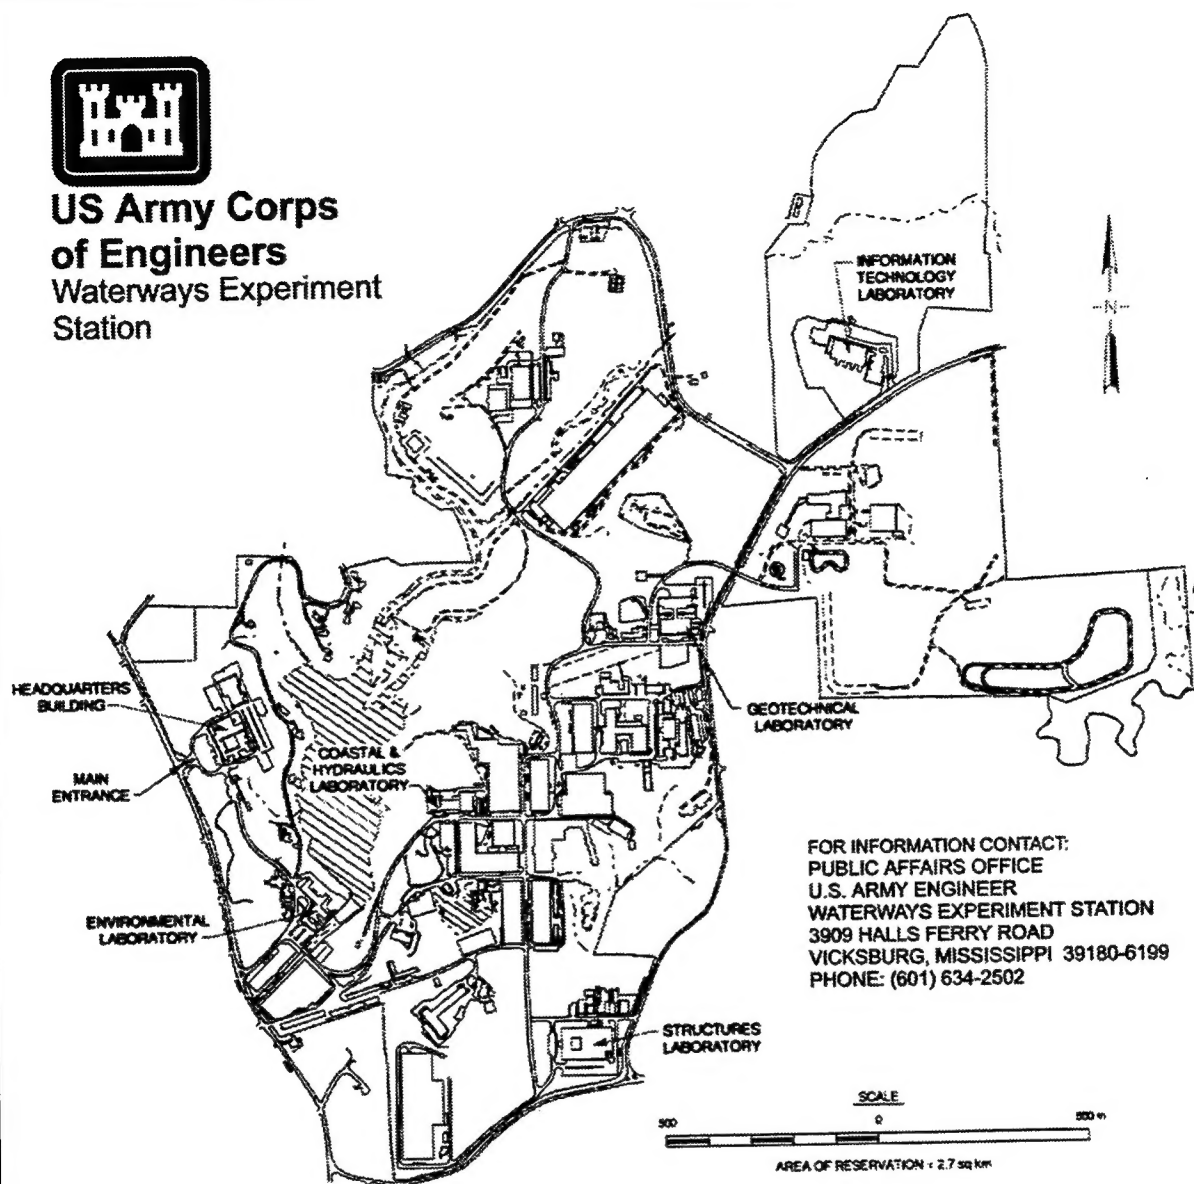 US Army Corps
of Engineers
Waterways Experiment
Station
INFORMATION
TECHNOLOGY
LABORATORY
N
HEADQUARTERS
BUILDING
MAIN
ENTRANCE
COASTAL &
HYDRAULICS
LABORATORY
GEOTECHNICAL
LABORATORY
ENVIRONMENTAL
LABORATORY
STRUCTURES
LABORATORY
FOR INFORMATION CONTACT:
PUBLIC AFFAIRS OFFICE
U.S. ARMY ENGINEER
WATERWAYS EXPERIMENT STATION
3909 HALLS FERRY ROAD
VICKSBURG, MISSISSIPPI 39180-6199
PHONE: (601) 634-2502
SCALE
500 0 500 m
AREA OF RESERVATION = 2.7 sq km